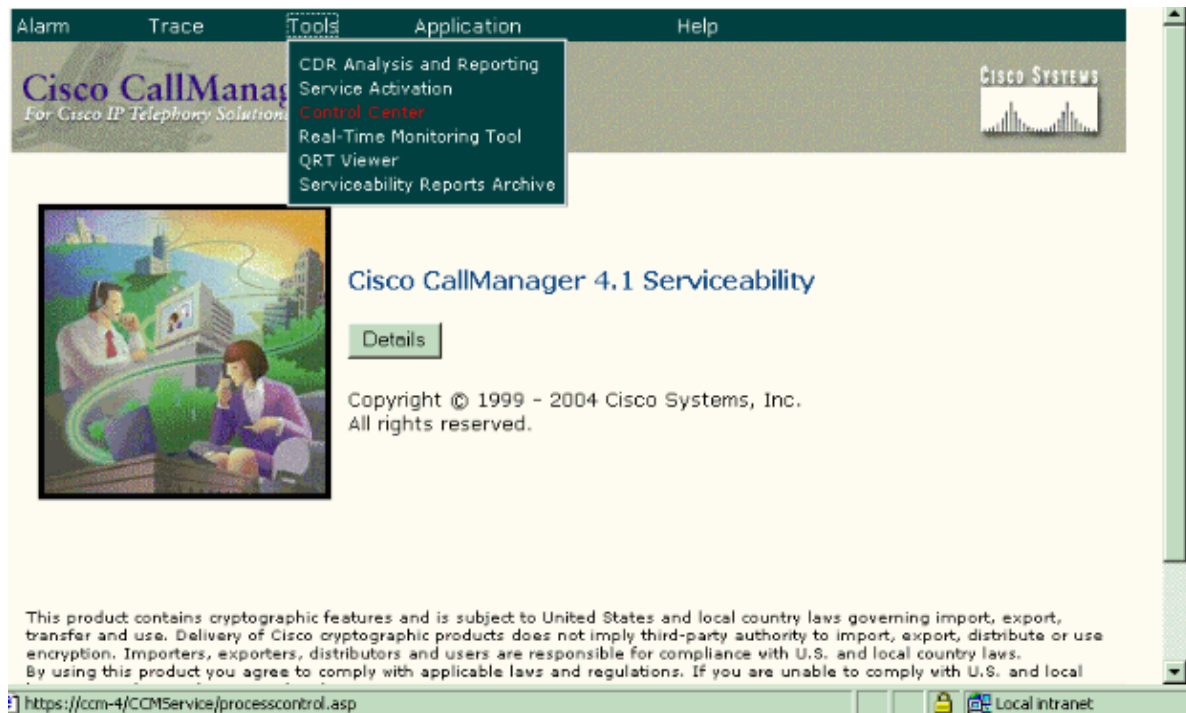 Alarm Trace Tools Application Help
CDR Analysis and Reporting
Service Activation
Control Center
Real-Time Monitoring Tool
QRT Viewer
Serviceability Reports Archive
Cisco CallManag
For Cisco IP Telephony Solution
CISCO SYSTEMS
Cisco CallManager 4.1 Serviceability
Details
Copyright © 1999 - 2004 Cisco Systems, Inc.
All rights reserved.
This product contains cryptographic features and is subject to United States and local country laws governing import, export,
transfer and use. Delivery of Cisco cryptographic products does not imply third-party authority to import, export, distribute or use
encryption. Importers, exporters, distributors and users are responsible for compliance with U.S. and local country laws.
By using this product you agree to comply with applicable laws and regulations. If you are unable to comply with U.S. and local
https://ccm-4/CCMService/processcontrol.asp
Local intranet